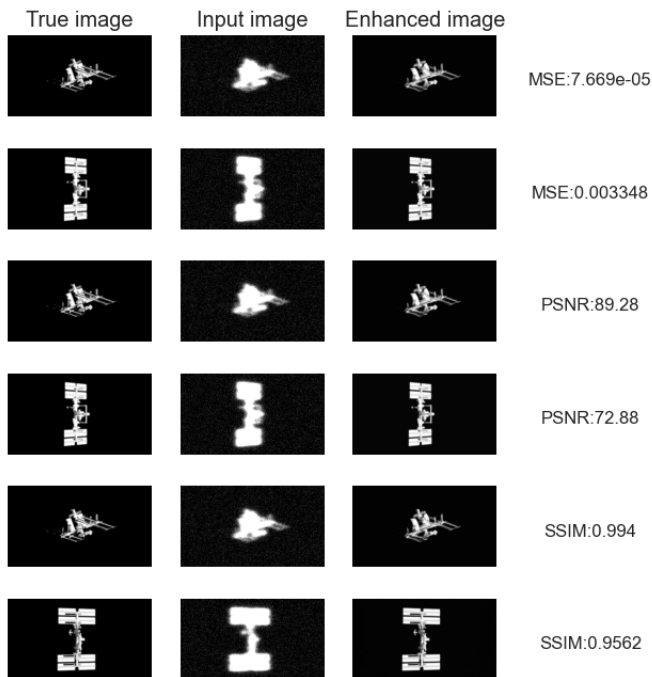 True image Input image Enhanced image
MSE:7.669e-05
MSE:0.003348
PSNR:89.28
PSNR:72.88
SSIM:0.994
SSIM:0.9562